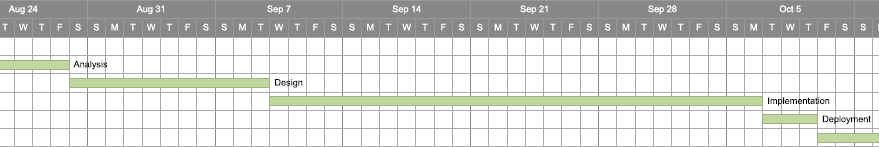 Aug 24 Aug 31 Sep 7 Sep 14 Sep 21 Sep 28 Oct 5
T W T F S S M T W T F S S M T W T F S S M T W T F S S M T W T F S S M T W T F S S M T W T F S S
Analysis
Design
Implementation
Deployment